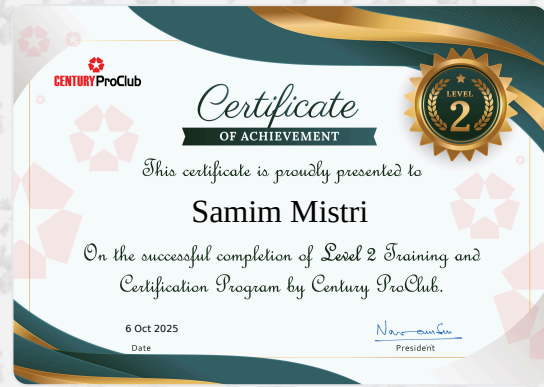 CENTURY ProClub
LEVEL
2
Certificate
OF ACHIEVEMENT
This certificate is proudly presented to
Samim Mistri
On the successful completion of Level 2 Training and
Certification Program by Century ProClub.
6 Oct 2025
Date
President